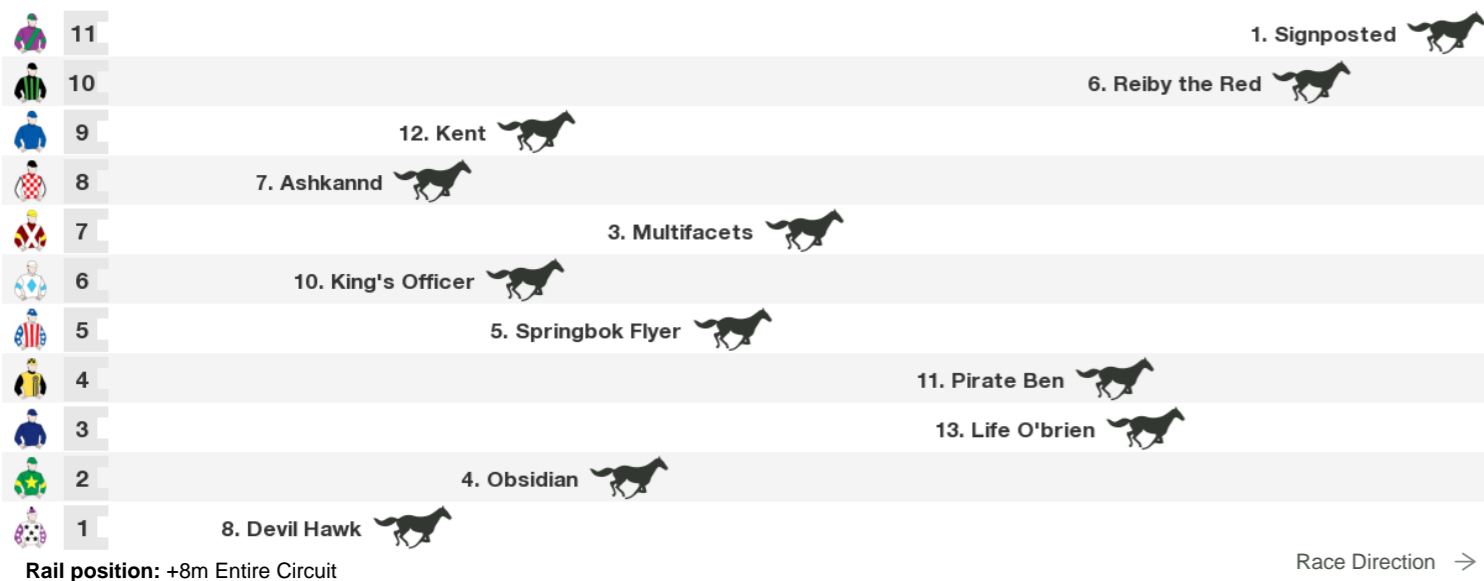 11 1. Signposted
10 6. Reiby the Red
9 12. Kent
8 7. Ashkannd
7 3. Multifacets
6 10. King's Officer
5 5. Springbok Flyer
4 11. Pirate Ben
3 13. Life O'brien
2 4. Obsidian
1 8. Devil Hawk
Rail position: +8m Entire Circuit
Race Direction →